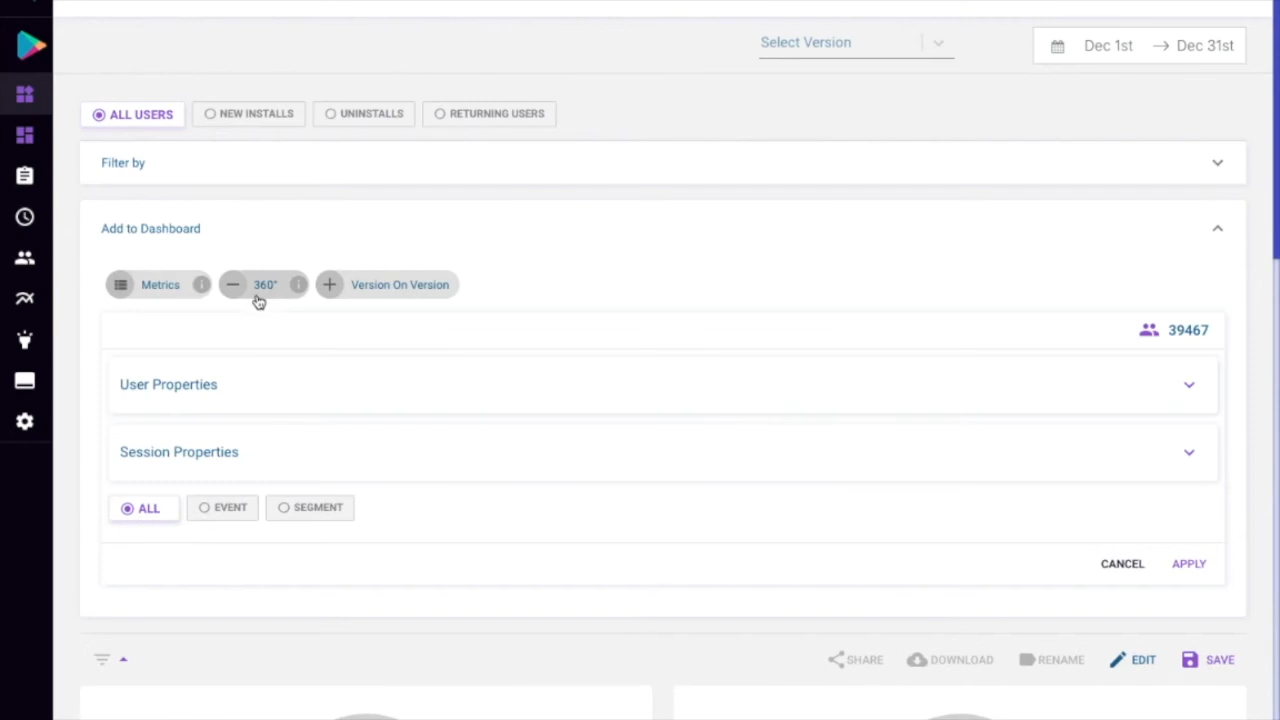 Select Version
Dec 1st → Dec 31st
ALL USERS NEW INSTALLS UNINSTALLS RETURNING USERS
Filter by
Add to Dashboard
Metrics i 360° i Version On Version
39467
User Properties
Session Properties
ALL EVENT SEGMENT
CANCEL APPLY
SHARE DOWNLOAD RENAME EDIT SAVE